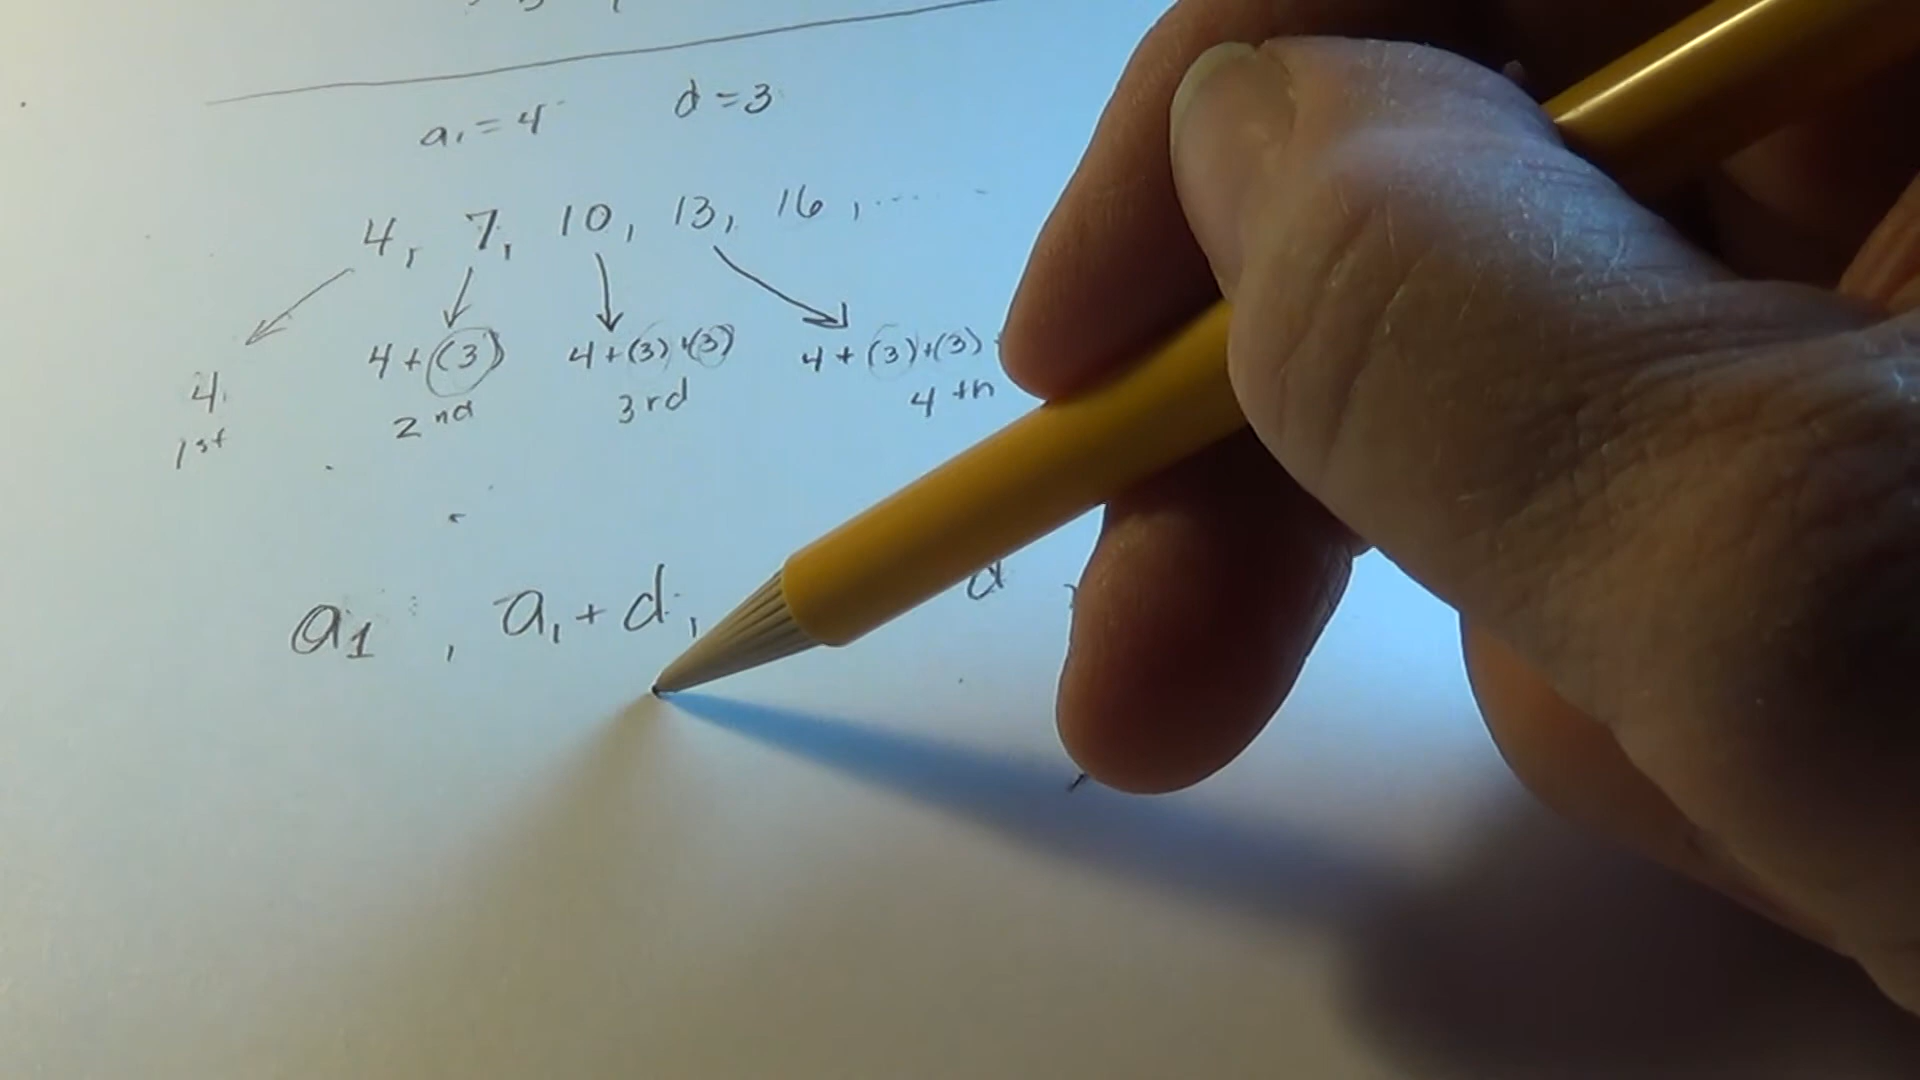 a₁ = 4 d = 3
4, 7, 10, 13, 16, ....
4 4 + (3) 4 + (3) + (3) 4 + (3) + (3)
1st 2nd 3rd 4th
a₁, a₁ + d, d